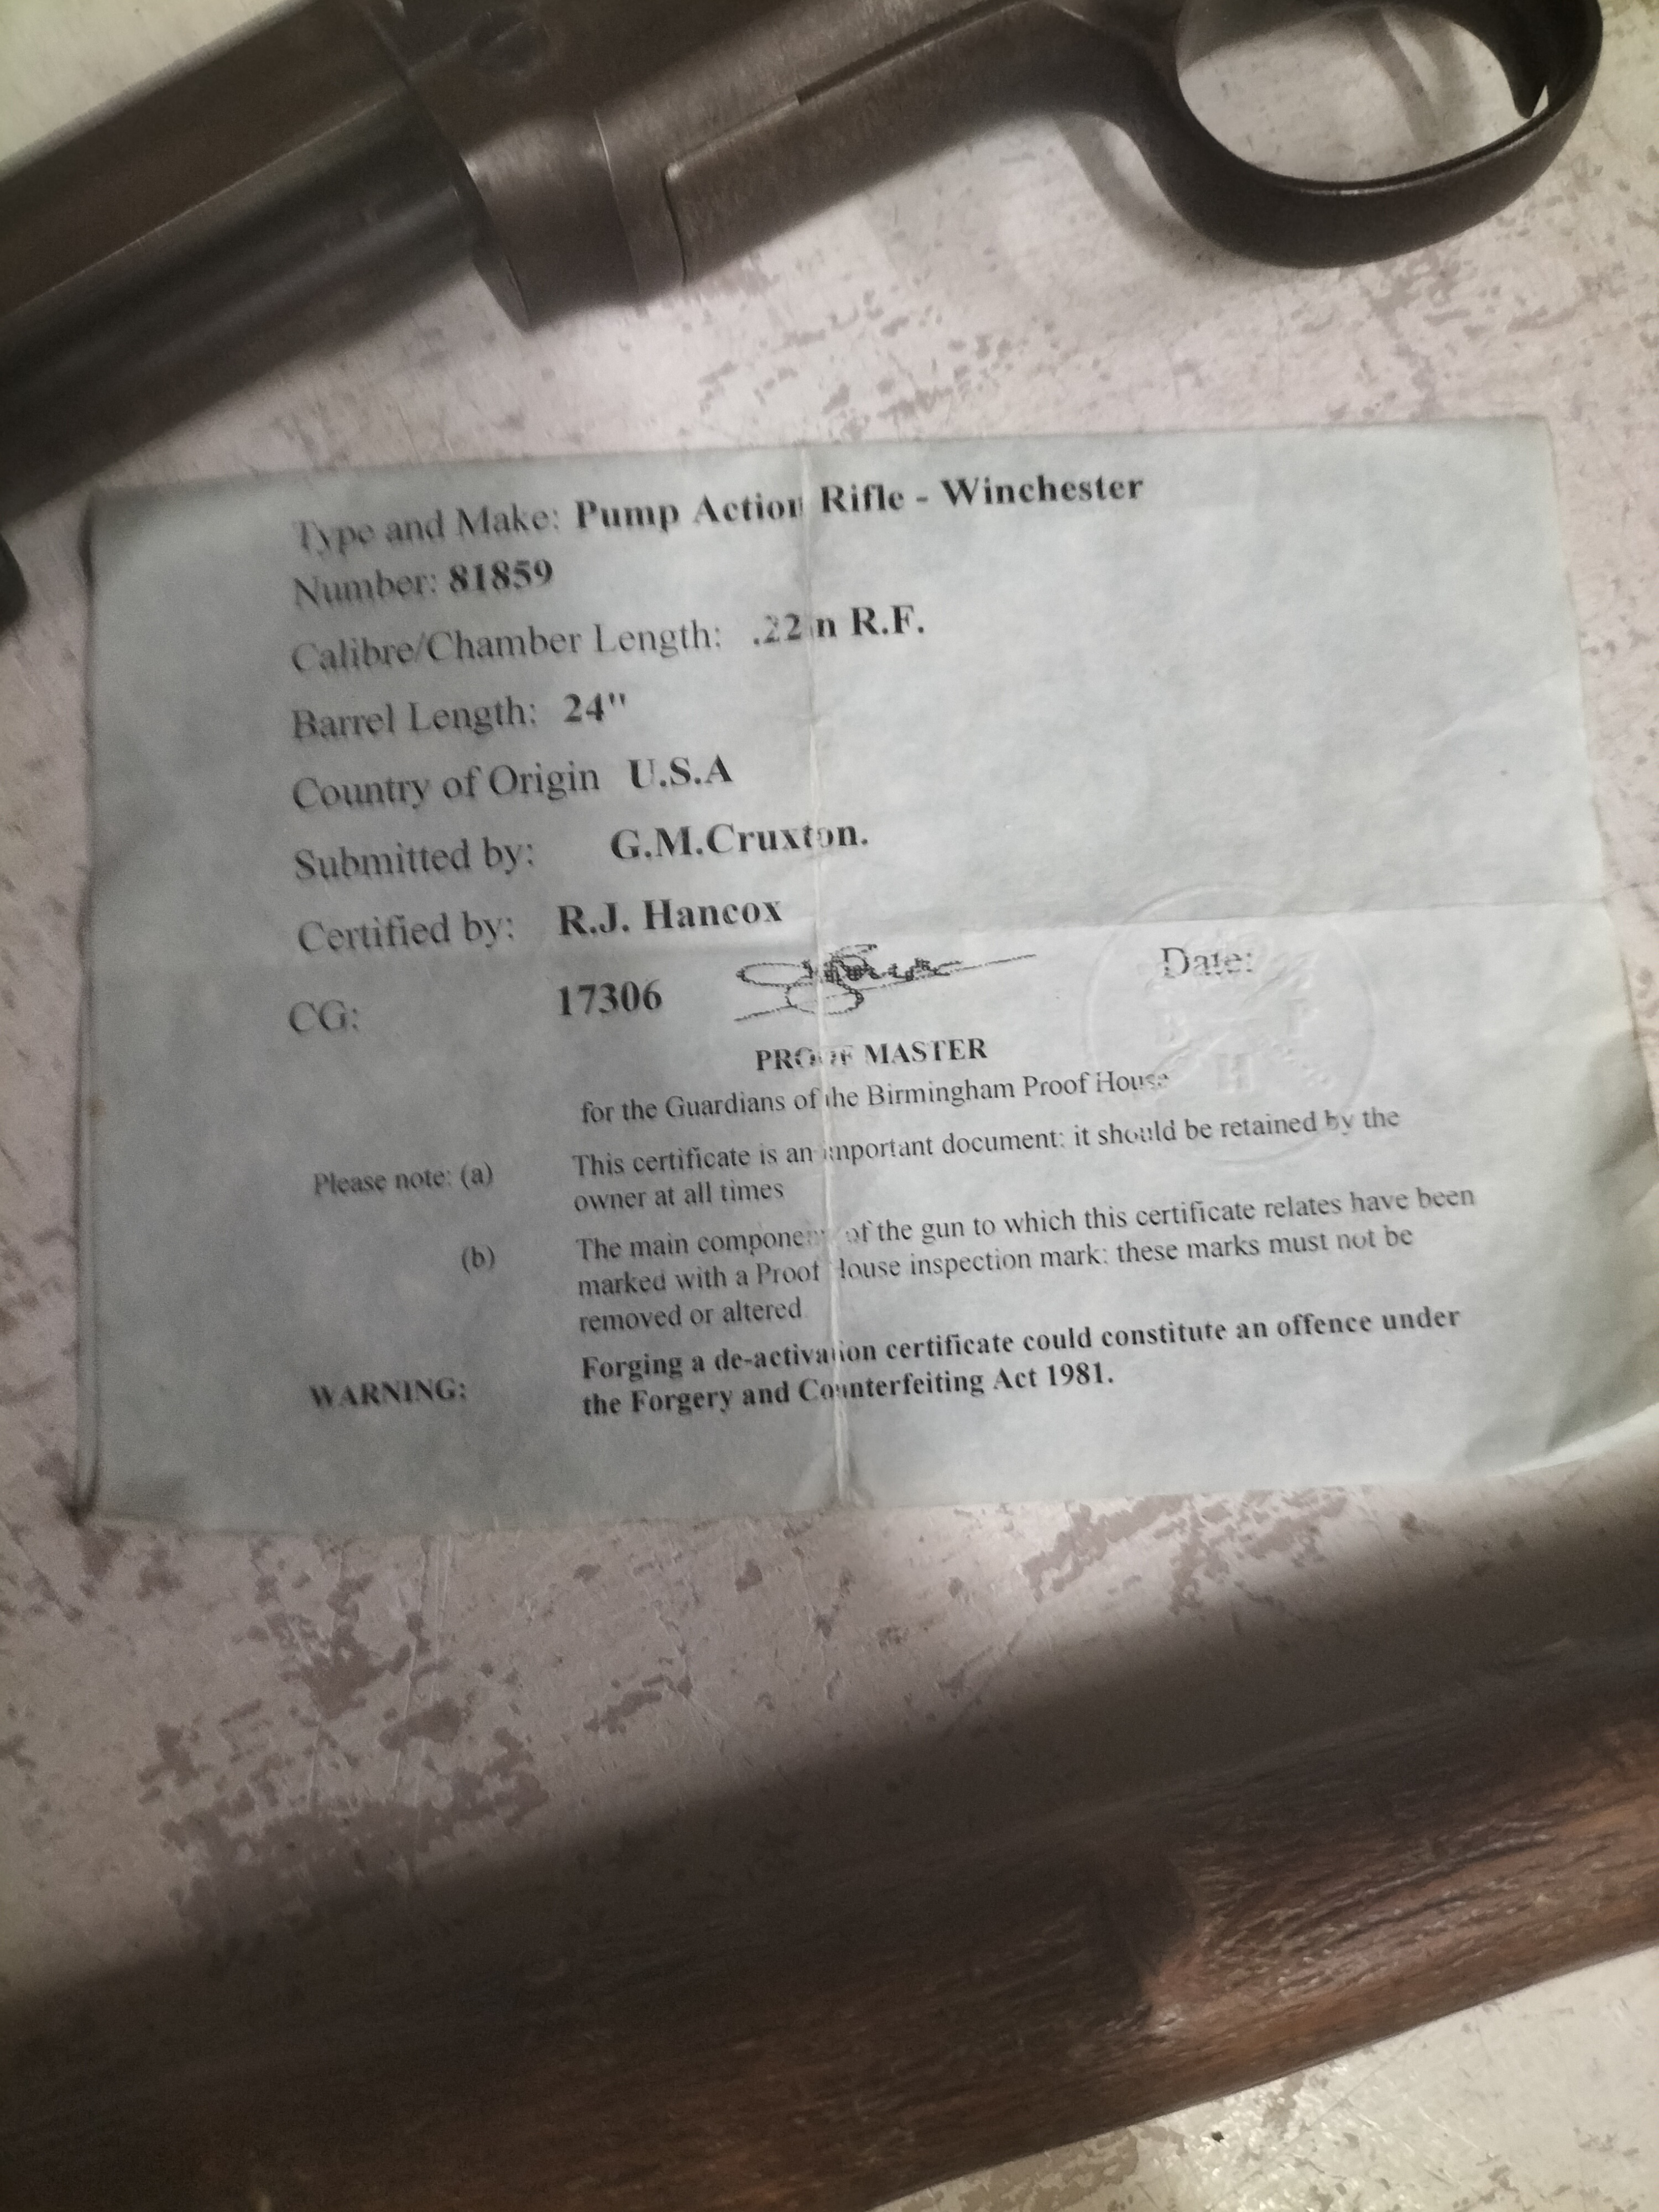 Type and Make: Pump Action Rifle - Winchester
Number: 81859
Calibre/Chamber Length: .22in R.F.
Barrel Length: 24"
Country of Origin U.S.A
Submitted by: G.M.Cruxton.
Certified by: R.J. Hancox
CG: 17306 Date:
PROOF MASTER
for the Guardians of the Birmingham Proof House
Please note: (a) This certificate is an important document: it should be retained by the
owner at all times
(b) The main component of the gun to which this certificate relates have been
marked with a Proof House inspection mark: these marks must not be
removed or altered
WARNING: Forging a de-activation certificate could constitute an offence under
the Forgery and Counterfeiting Act 1981.